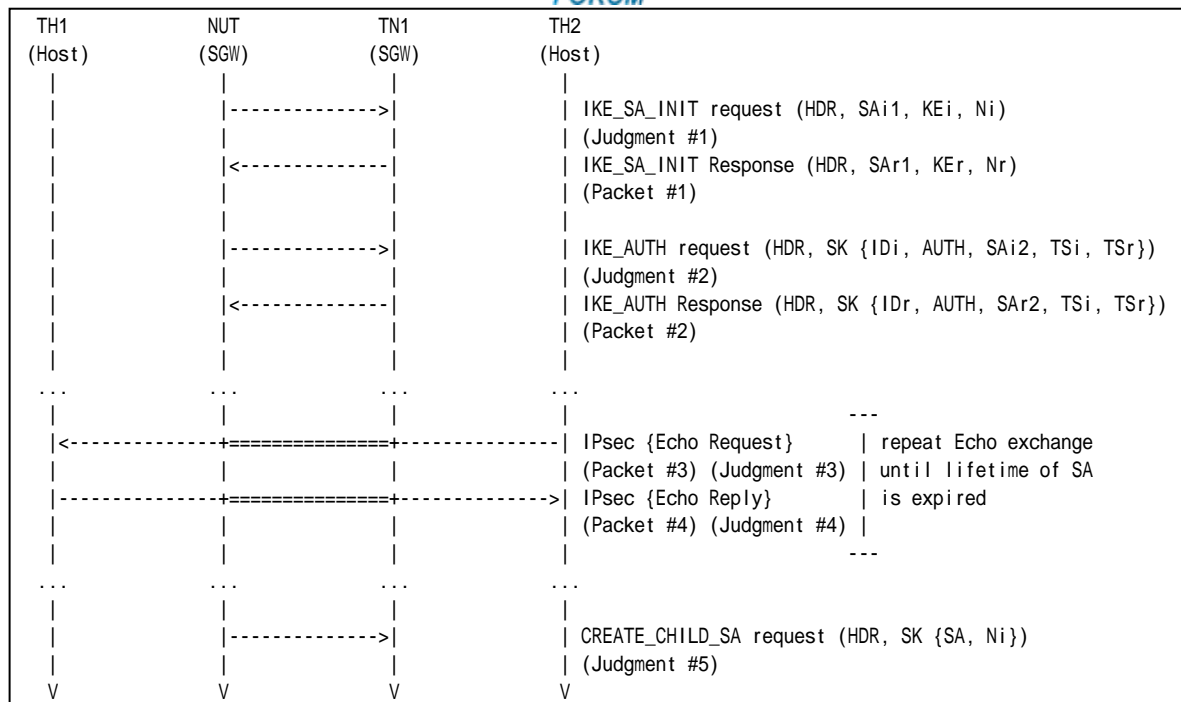 FORUM
TH1 NUT TN1 TH2
(Host) (SGW) (SGW) (Host)
| | | |
| |-------------->| | IKE_SA_INIT request (HDR, SAi1, KEi, Ni)
| | | | (Judgment #1)
| |<--------------| | IKE_SA_INIT Response (HDR, SAr1, KEr, Nr)
| | | | (Packet #1)
| | | |
| |-------------->| | IKE_AUTH request (HDR, SK {IDi, AUTH, SAi2, TSi, TSr})
| | | | (Judgment #2)
| |<--------------| | IKE_AUTH Response (HDR, SK {IDr, AUTH, SAr2, TSi, TSr})
| | | | (Packet #2)
| | | |
... ... ... ...
| | | | ---
|<--------------+===============+---------------| IPsec {Echo Request} | repeat Echo exchange
| | | | (Packet #3) (Judgment #3) | until lifetime of SA
|---------------+===============+-------------->| IPsec {Echo Reply} | is expired
| | | | (Packet #4) (Judgment #4) |
| | | | ---
... ... ... ...
| | | |
| |-------------->| | CREATE_CHILD_SA request (HDR, SK {SA, Ni})
| | | | (Judgment #5)
V V V V